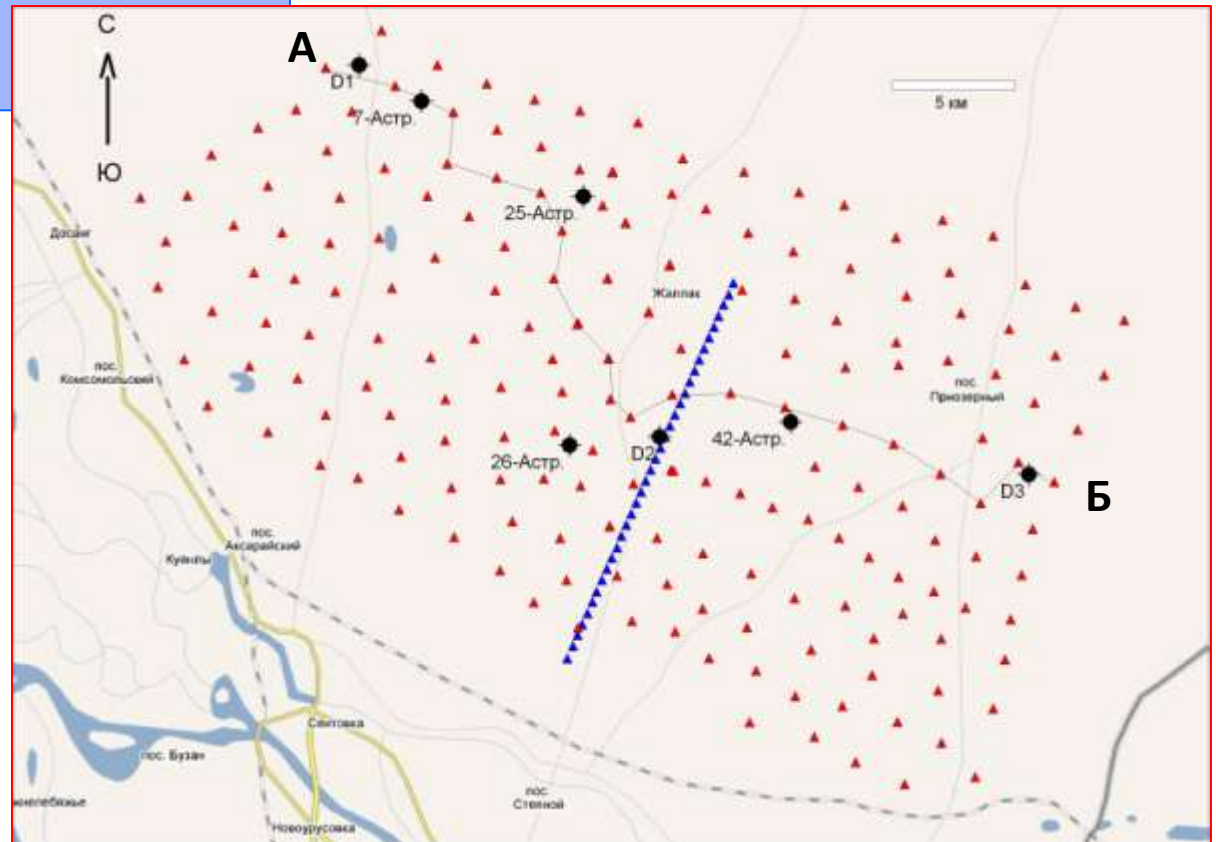 С
Ю
А
D1
7-Астр.
5 км
25-Астр.
Досанг
Жаллак
пос.
Комсомольский
пос.
Приозерный
42-Астр.
D2
26-Астр.
D3
Б
пос.
Аксарайский
Куянлы
Сеитовка
пос. Бузан
пос.
Степной
Новоурусовка